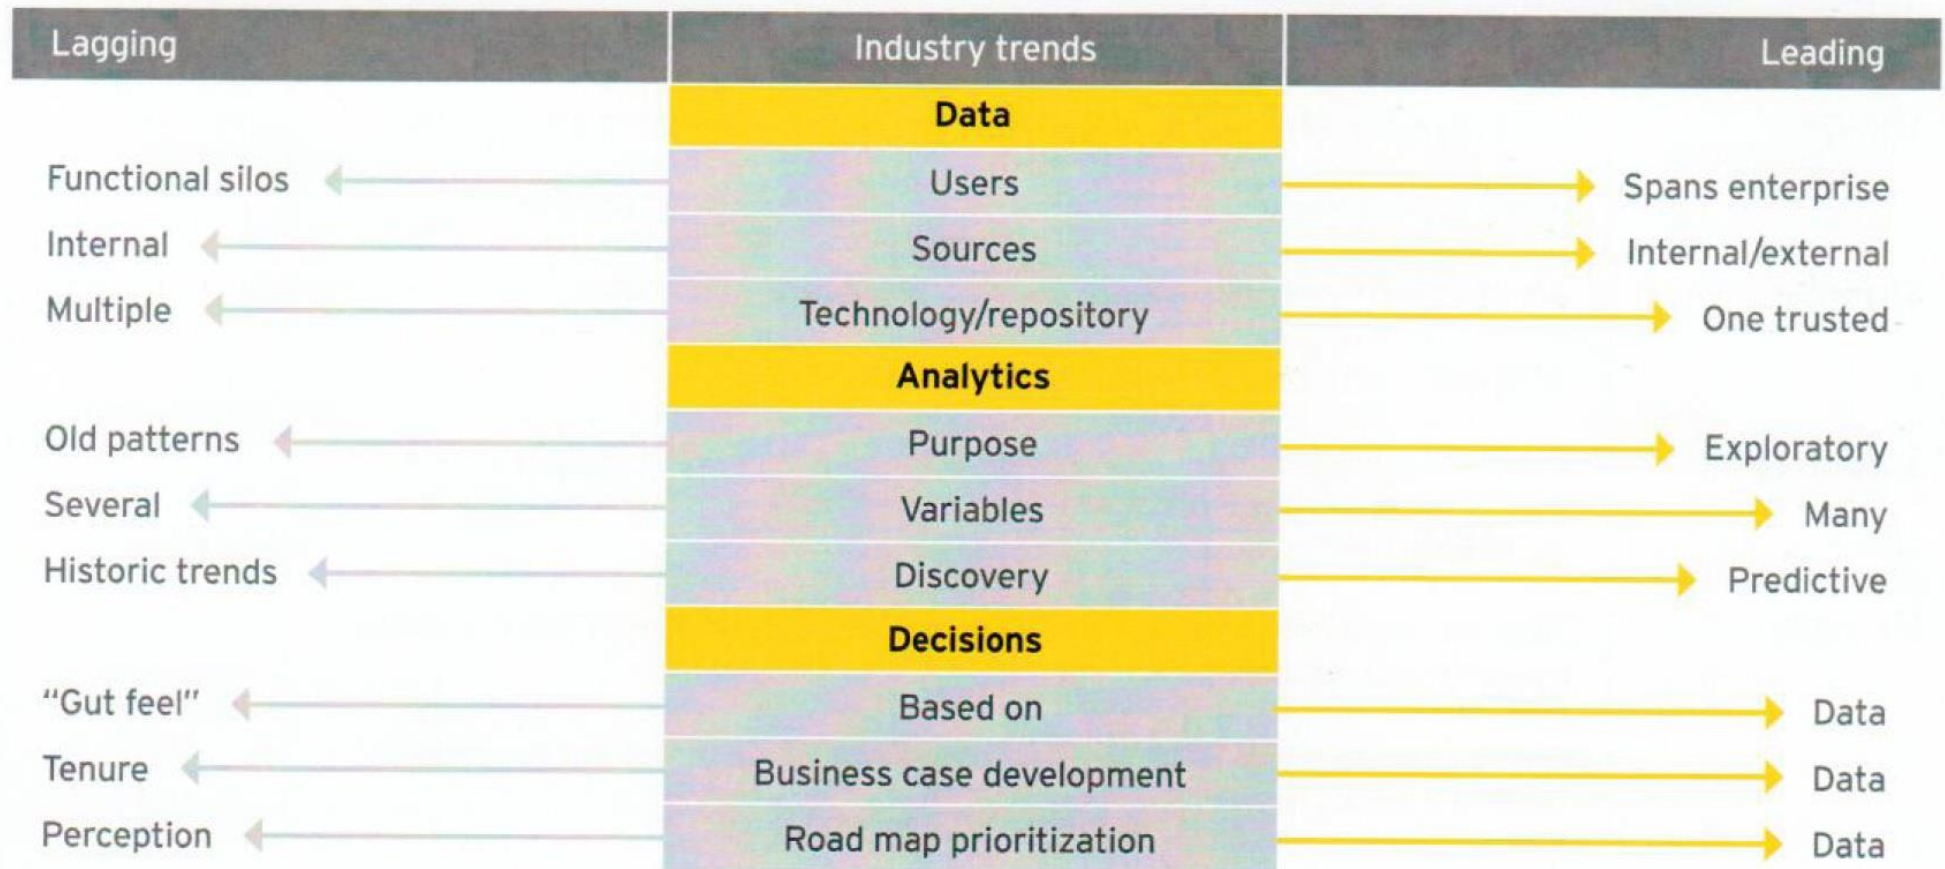 Lagging Industry trends Leading
Data
Functional silos Users Spans enterprise
Internal Sources Internal/external
Multiple Technology/repository One trusted
Analytics
Old patterns Purpose Exploratory
Several Variables Many
Historic trends Discovery Predictive
Decisions
“Gut feel” Based on Data
Tenure Business case development Data
Perception Road map prioritization Data